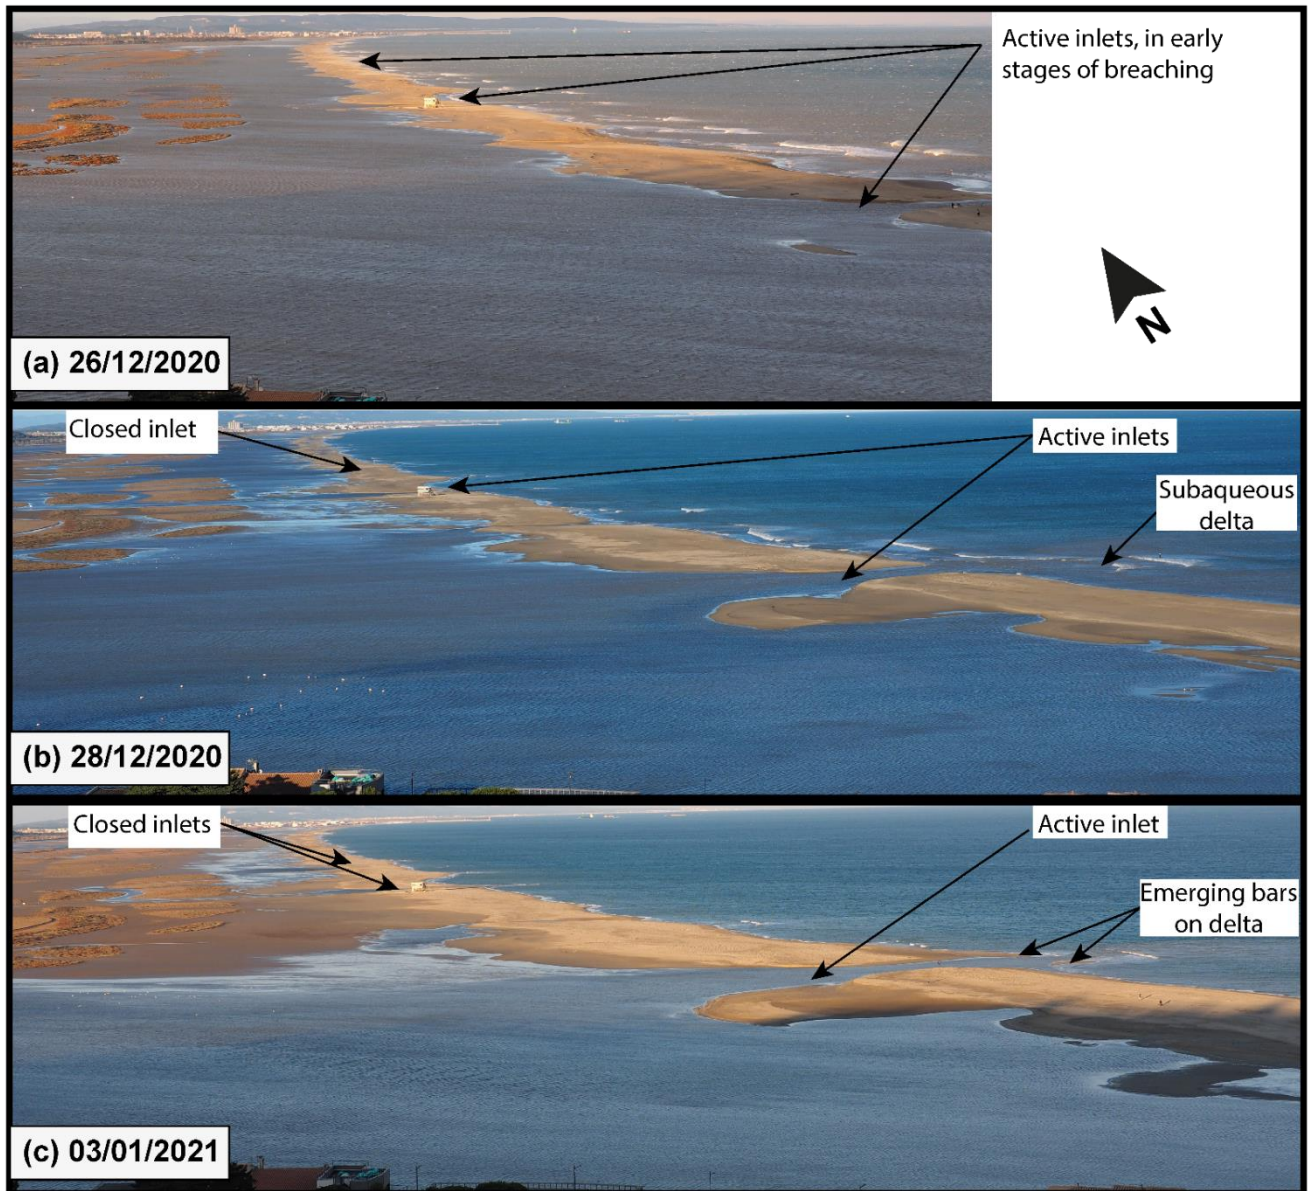 Active inlets, in early
stages of breaching
N
(a) 26/12/2020
Closed inlet
Active inlets
Subaqueous
delta
(b) 28/12/2020
Closed inlets
Active inlet
Emerging bars
on delta
(c) 03/01/2021